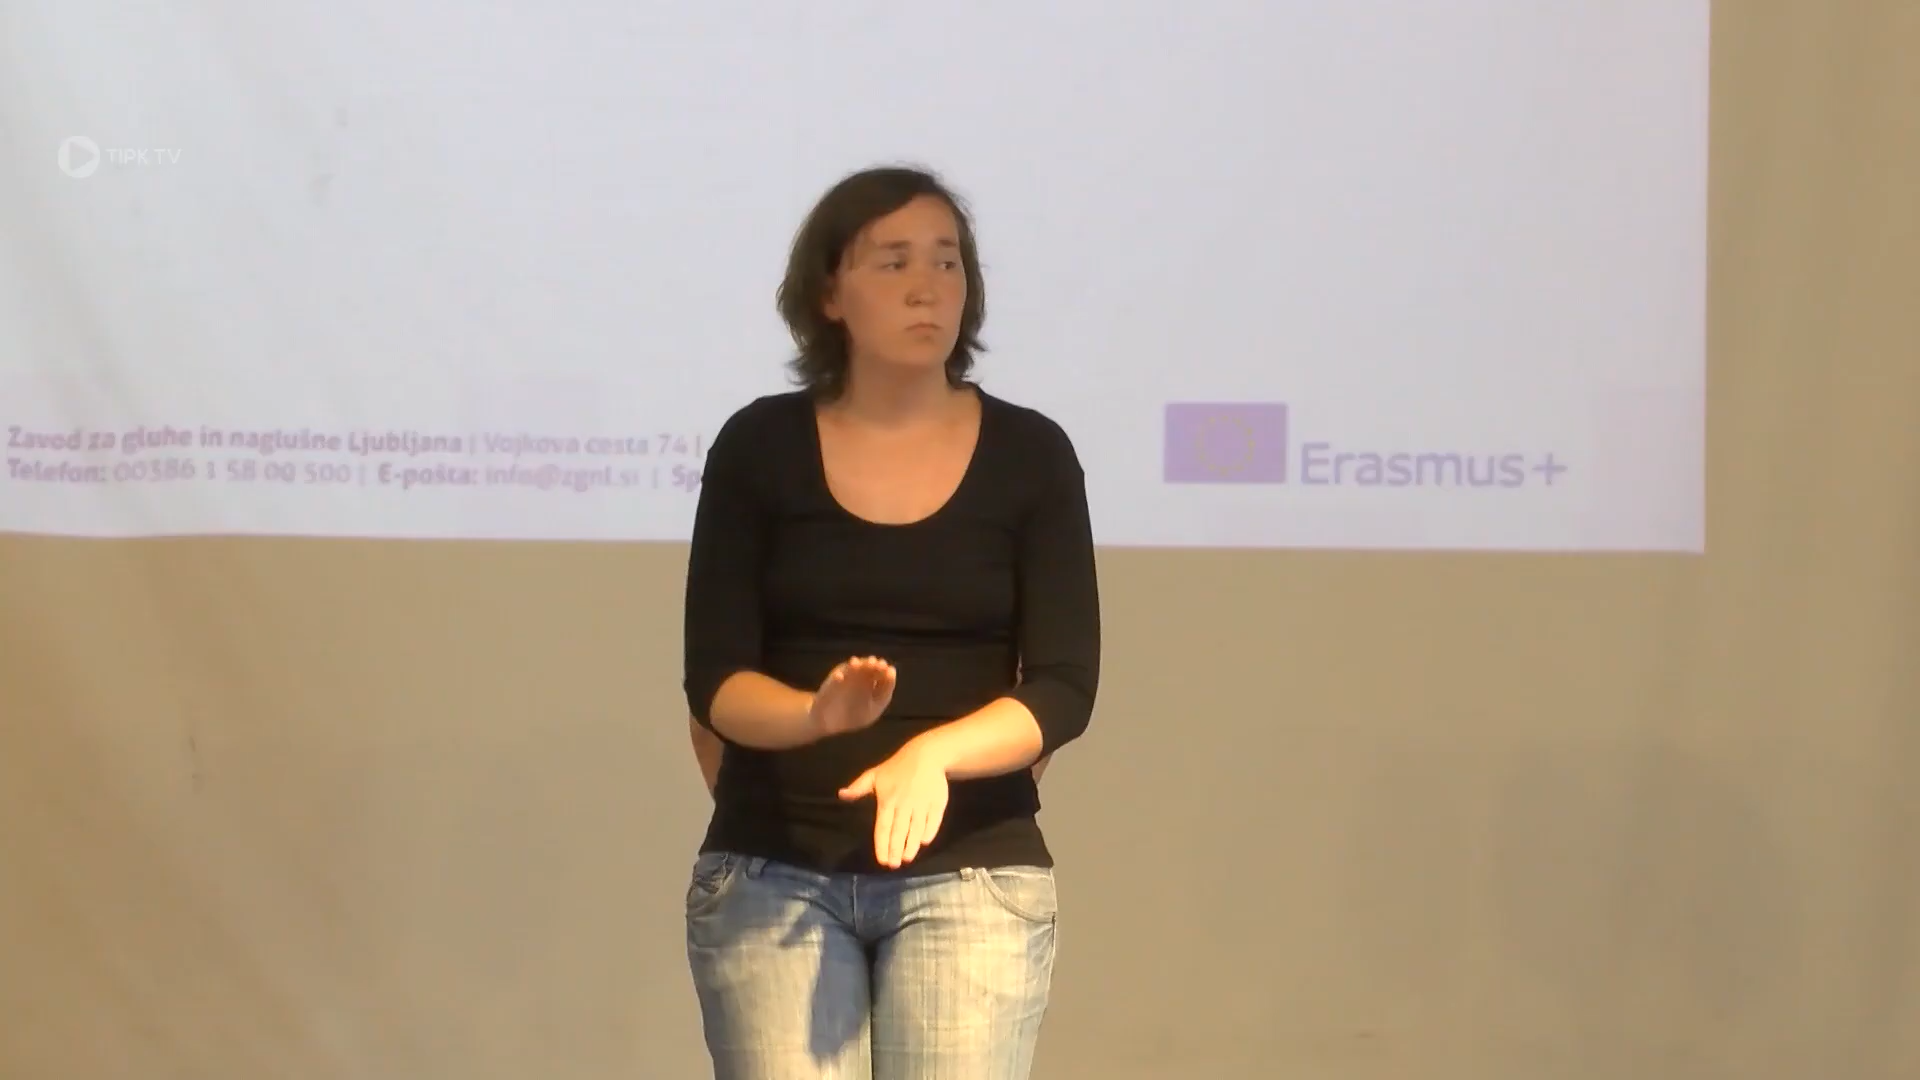 TIPK TV
Zavod za gluhe in naglušne Ljubljana | Vojkova cesta 74 |
Telefon: 00386 1 58 00 500 | E-pošta: info@zgnl.si | Sp
Erasmus+